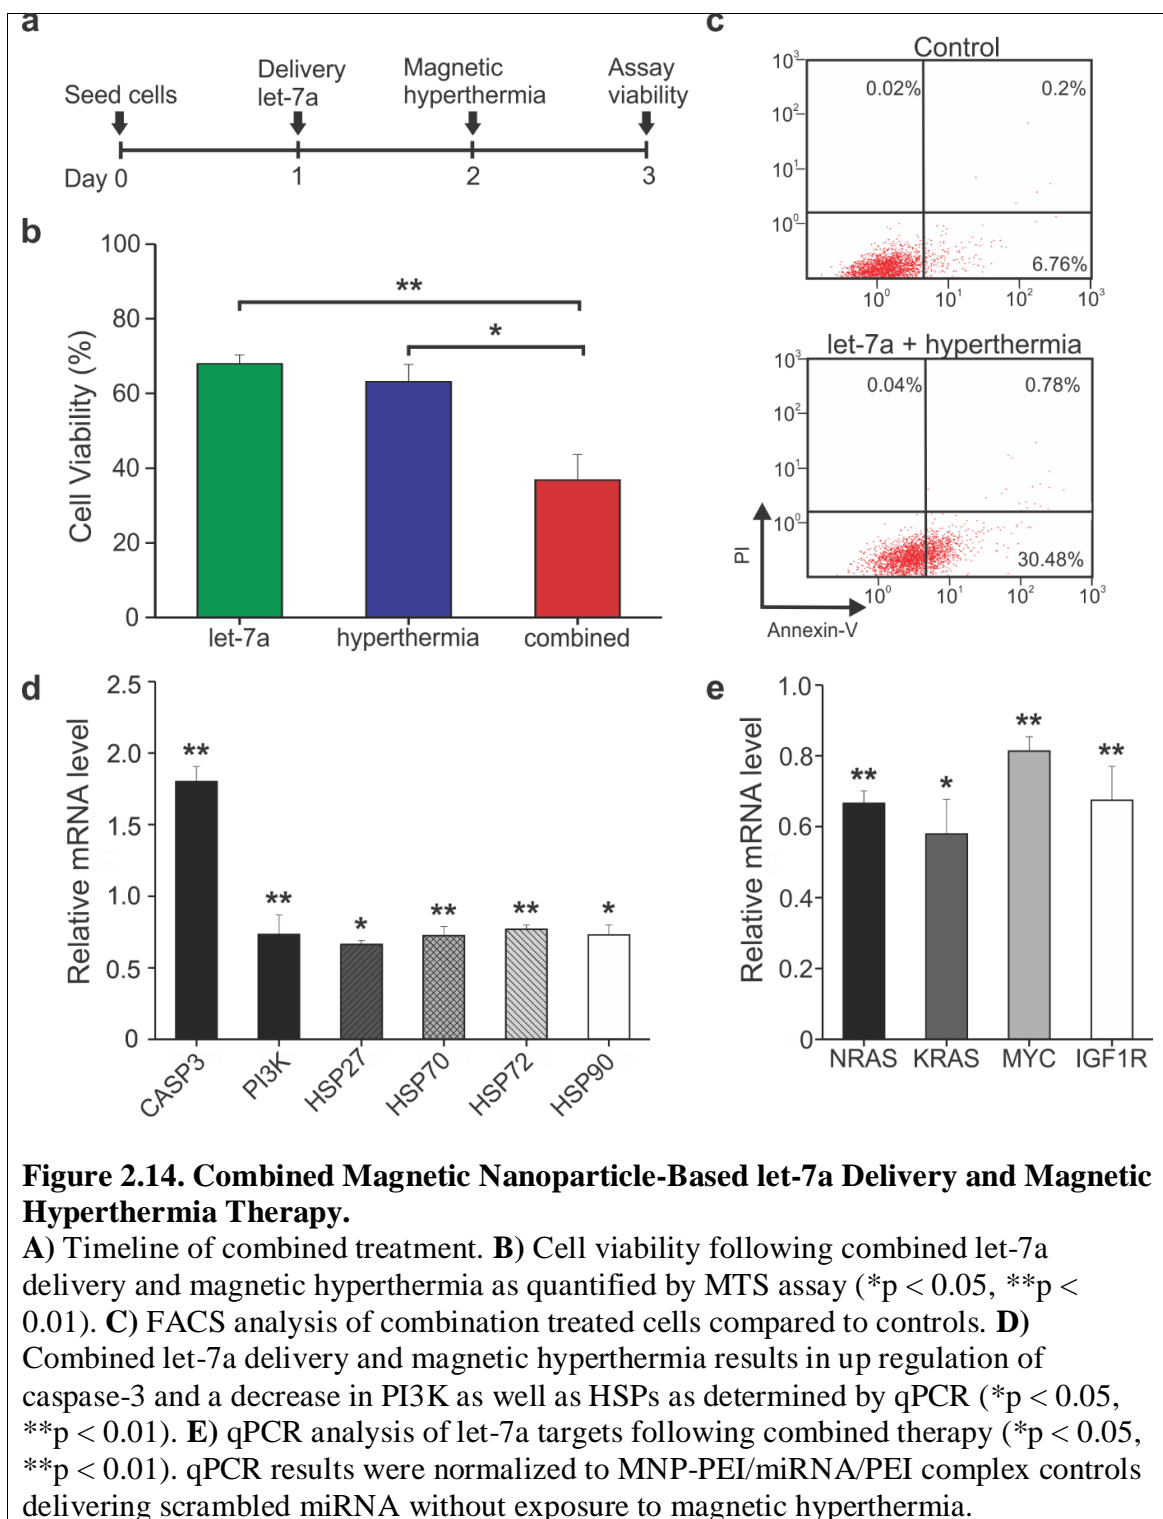 a
Seed cells
Delivery
let-7a
Magnetic
hyperthermia
Assay
viability
Day 0
1
2
3
b
Cell Viability (%)
100
80
60
40
20
0
**
*
let-7a
hyperthermia
combined
c
Control
10³
10²
10¹
10⁰
0.02%
0.2%
6.76%
10⁰
10¹
10²
10³
let-7a + hyperthermia
10³
10²
10¹
10⁰
0.04%
0.78%
30.48%
10⁰
10¹
10²
10³
PI
Annexin-V
d
Relative mRNA level
2.5
2.0
1.5
1.0
0.5
0
**
**
*
**
**
*
CASP3
PI3K
HSP27
HSP70
HSP72
HSP90
e
Relative mRNA level
1.0
0.8
0.6
0.4
0.2
0
**
*
**
**
NRAS
KRAS
MYC
IGF1R
Figure 2.14. Combined Magnetic Nanoparticle-Based let-7a Delivery and Magnetic
Hyperthermia Therapy.
A) Timeline of combined treatment. B) Cell viability following combined let-7a
delivery and magnetic hyperthermia as quantified by MTS assay (*p < 0.05, **p <
0.01). C) FACS analysis of combination treated cells compared to controls. D)
Combined let-7a delivery and magnetic hyperthermia results in up regulation of
caspase-3 and a decrease in PI3K as well as HSPs as determined by qPCR (*p < 0.05,
**p < 0.01). E) qPCR analysis of let-7a targets following combined therapy (*p < 0.05,
**p < 0.01). qPCR results were normalized to MNP-PEI/miRNA/PEI complex controls
delivering scrambled miRNA without exposure to magnetic hyperthermia.